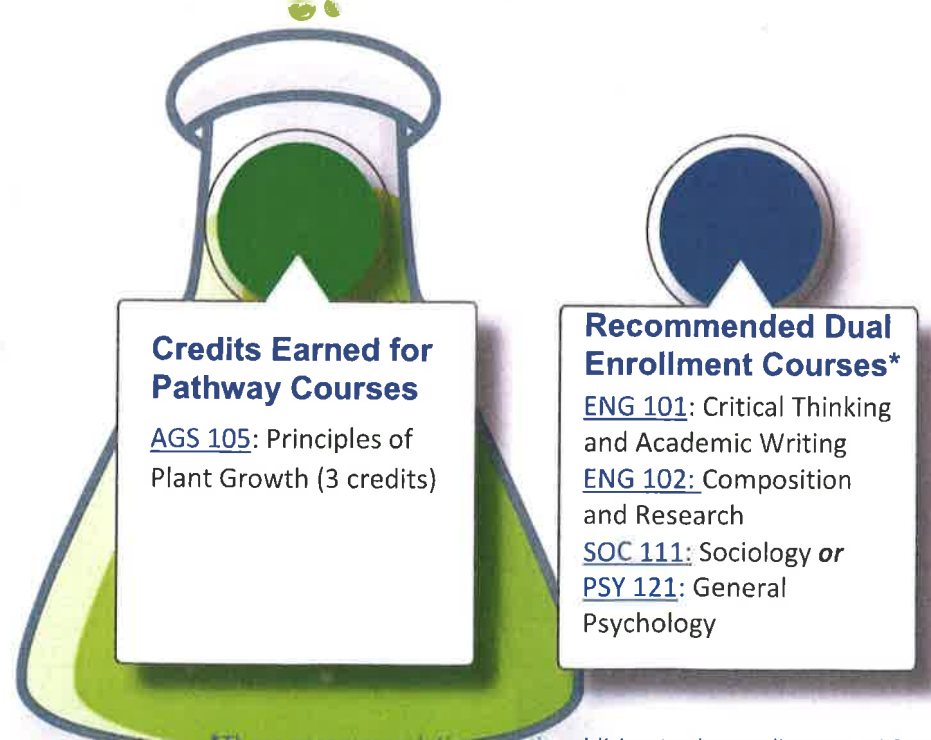 Credits Earned for
Pathway Courses
AGS 105: Principles of
Plant Growth (3 credits)
Recommended Dual
Enrollment Courses*
ENG 101: Critical Thinking
and Academic Writing
ENG 102: Composition
and Research
SOC 111: Sociology or
PSY 121: General
Psychology